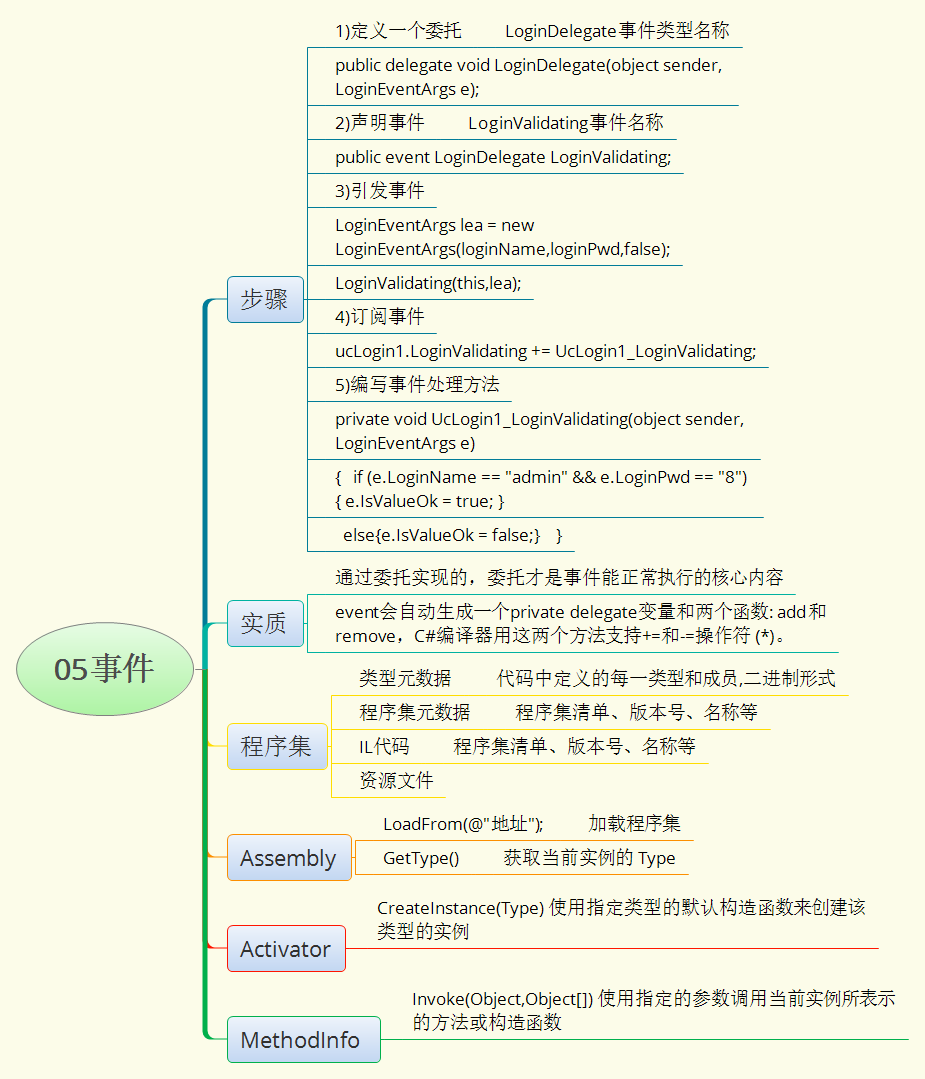 1)定义一个委托 LoginDelegate事件类型名称
public delegate void LoginDelegate(object sender,
LoginEventArgs e);
2)声明事件 LoginValidating事件名称
public event LoginDelegate LoginValidating;
3)引发事件
LoginEventArgs lea = new
LoginEventArgs(loginName,loginPwd,false);
LoginValidating(this,lea);
4)订阅事件
ucLogin1.LoginValidating += UcLogin1_LoginValidating;
5)编写事件处理方法
private void UcLogin1_LoginValidating(object sender,
LoginEventArgs e)
{ if (e.LoginName == "admin" && e.LoginPwd == "8")
{ e.IsValueOk = true; }
else{e.IsValueOk = false;} }
步骤
通过委托实现的，委托才是事件能正常执行的核心内容
event会自动生成一个private delegate变量和两个函数: add和
remove，C#编译器用这两个方法支持+=和-=操作符 (*)。
实质
05事件
类型元数据 代码中定义的每一类型和成员,二进制形式
程序集元数据 程序集清单、版本号、名称等
IL代码 程序集清单、版本号、名称等
资源文件
程序集
LoadFrom(@"地址"); 加载程序集
GetType() 获取当前实例的 Type
Assembly
CreateInstance(Type) 使用指定类型的默认构造函数来创建该
类型的实例
Activator
Invoke(Object,Object[]) 使用指定的参数调用当前实例所表示
的方法或构造函数
MethodInfo